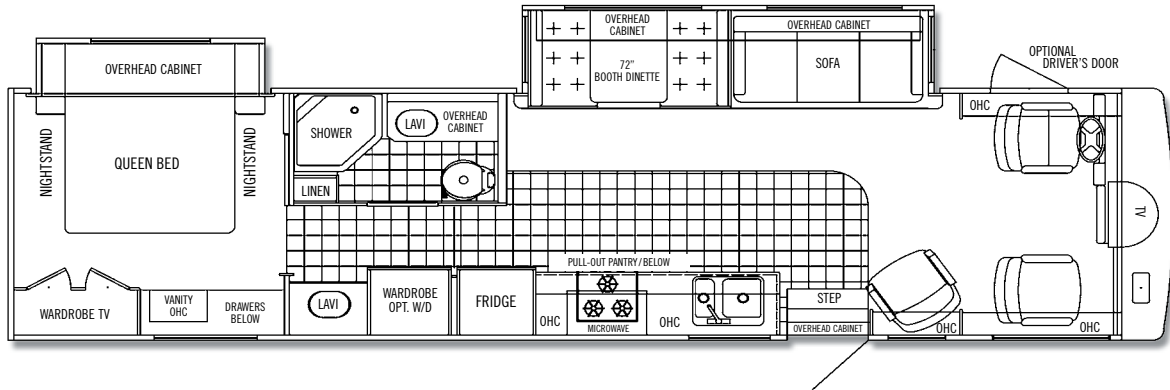 OVERHEAD CABINET
NIGHTSTAND
QUEEN BED
NIGHTSTAND
WARDROBE TV
VANITY
OHC
DRAWERS
BELOW
SHOWER
LAVI
OVERHEAD
CABINET
LINEN
LAVI
WARDROBE
OPT. W/D
FRIDGE
PULL-OUT PANTRY/BELOW
OHC
MICROWAVE
OHC
OVERHEAD
CABINET
72"
BOOTH DINETTE
OVERHEAD CABINET
SOFA
STEP
OVERHEAD CABINET
OPTIONAL
DRIVER'S DOOR
OHC
TV
OHC
OHC